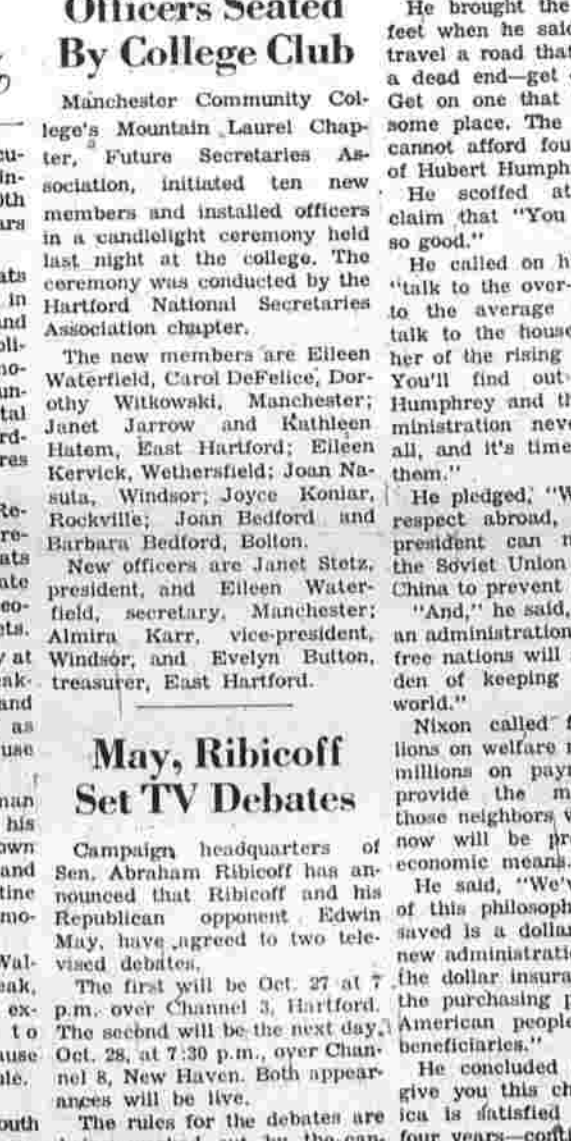 Officers Seated
By College Club
Manchester Community Col-
lege's Mountain Laurel Chap-
ter, Future Secretaries As-
sociation, initiated ten new
members and installed officers
in a candlelight ceremony held
last night at the college. The
ceremony was conducted by the
Hartford National Secretaries
Association chapter.
The new members are Eileen
Waterfield, Carol DeFelice, Dor-
othy Witkowski, Manchester;
Janet Jarrow and Kathleen
Hatem, East Hartford; Eileen
Kervick, Wethersfield; Joan Na-
suta, Windsor; Joyce Koniar,
Rockville; Joan Bedford and
Barbara Bedford, Bolton.
New officers are Janet Stetz,
president, and Eileen Water-
field, secretary, Manchester;
Almira Karr, vice-president,
Windsor, and Evelyn Button,
treasurer, East Hartford.
May, Ribicoff
Set TV Debates
Campaign headquarters of
Sen. Abraham Ribicoff has an-
nounced that Ribicoff and his
Republican opponent Edwin
May, have agreed to two tele-
vised debates.
The first will be Oct. 27 at 7
p.m. over Channel 3, Hartford.
The second will be the next day,
Oct. 28, at 7:30 p.m., over Chan-
nel 8, New Haven. Both appear-
ances will be live.
The rules for the debates are
He brought the
feet when he said
travel a road that
a dead end—get
Get on one that
some place. The
cannot afford fou
of Hubert Humph
He scoffed at
claim that "You
so good."
He called on h
"talk to the over-
to the average
talk to the house
her of the rising
You'll find out
Humphrey and th
ministration neve
all, and it's time
them."
He pledged, "W
respect abroad,
president can n
the Soviet Union
China to prevent
"And," he said,
an administration
free nations will
den of keeping
world."
Nixon called f
lions on welfare
millions on payr
provide the m
those neighbors w
now will be pr
economic means.
He said, "We'v
of this philosoph
saved is a dollar
new administrati
the dollar insura
the purchasing p
American people
beneficiaries."
He concluded
give you this ch
ica is satisfied
four years—conti